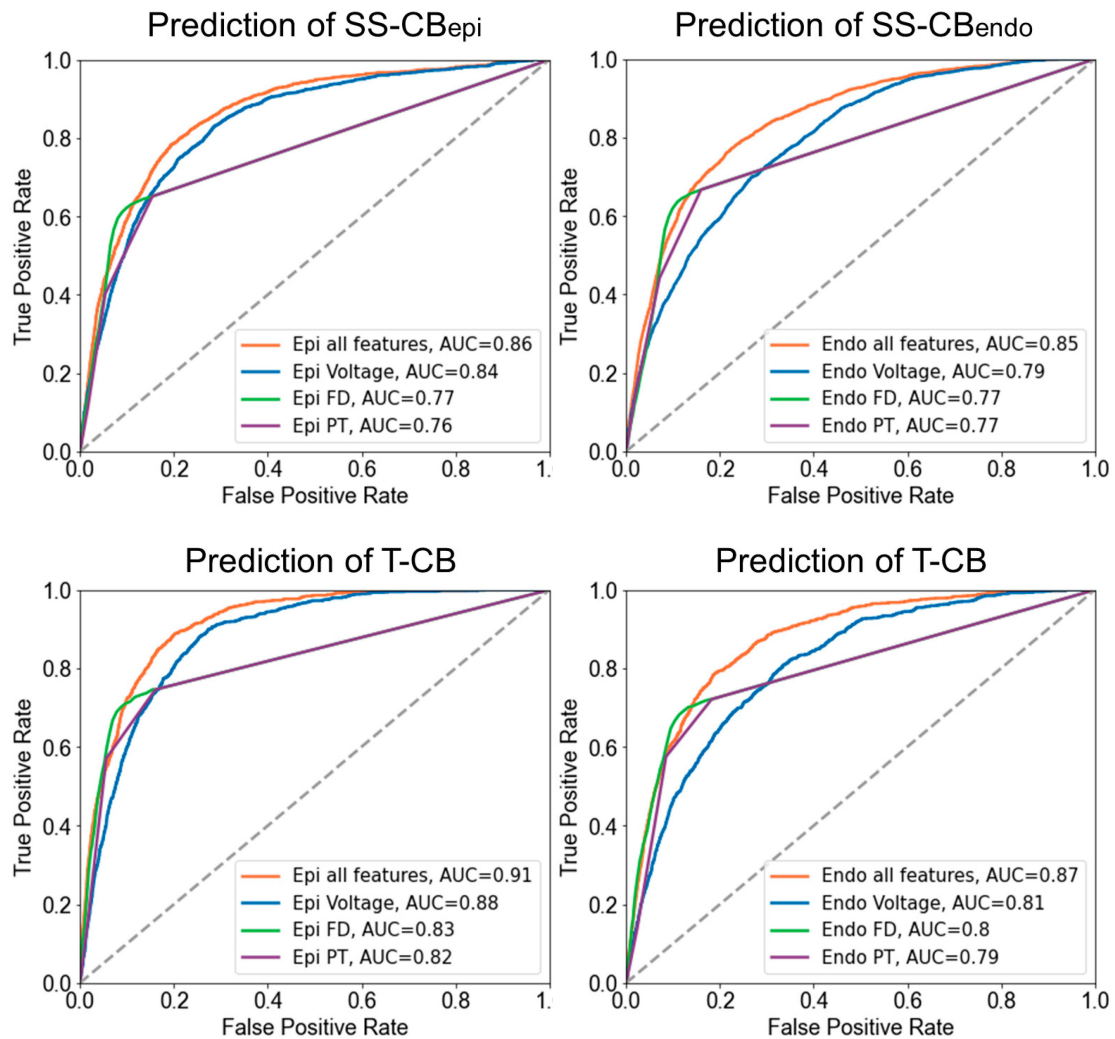 Prediction of SS-CBepi
True Positive Rate
1.0
0.8
0.6
0.4
0.2
0.0
Epi all features, AUC=0.86
Epi Voltage, AUC=0.84
Epi FD, AUC=0.77
Epi PT, AUC=0.76
0.0 0.2 0.4 0.6 0.8 1.
False Positive Rate
Prediction of SS-CBendo
True Positive Rate
1.0
0.8
0.6
0.4
0.2
0.0
Endo all features, AUC=0.85
Endo Voltage, AUC=0.79
Endo FD, AUC=0.77
Endo PT, AUC=0.77
0.0 0.2 0.4 0.6 0.8 1.0
False Positive Rate
Prediction of T-CB
True Positive Rate
1.0
0.8
0.6
0.4
0.2
0.0
Epi all features, AUC=0.91
Epi Voltage, AUC=0.88
Epi FD, AUC=0.83
Epi PT, AUC=0.82
0.0 0.2 0.4 0.6 0.8 1.
False Positive Rate
Prediction of T-CB
True Positive Rate
1.0
0.8
0.6
0.4
0.2
0.0
Endo all features, AUC=0.87
Endo Voltage, AUC=0.81
Endo FD, AUC=0.8
Endo PT, AUC=0.79
0.0 0.2 0.4 0.6 0.8 1.0
False Positive Rate